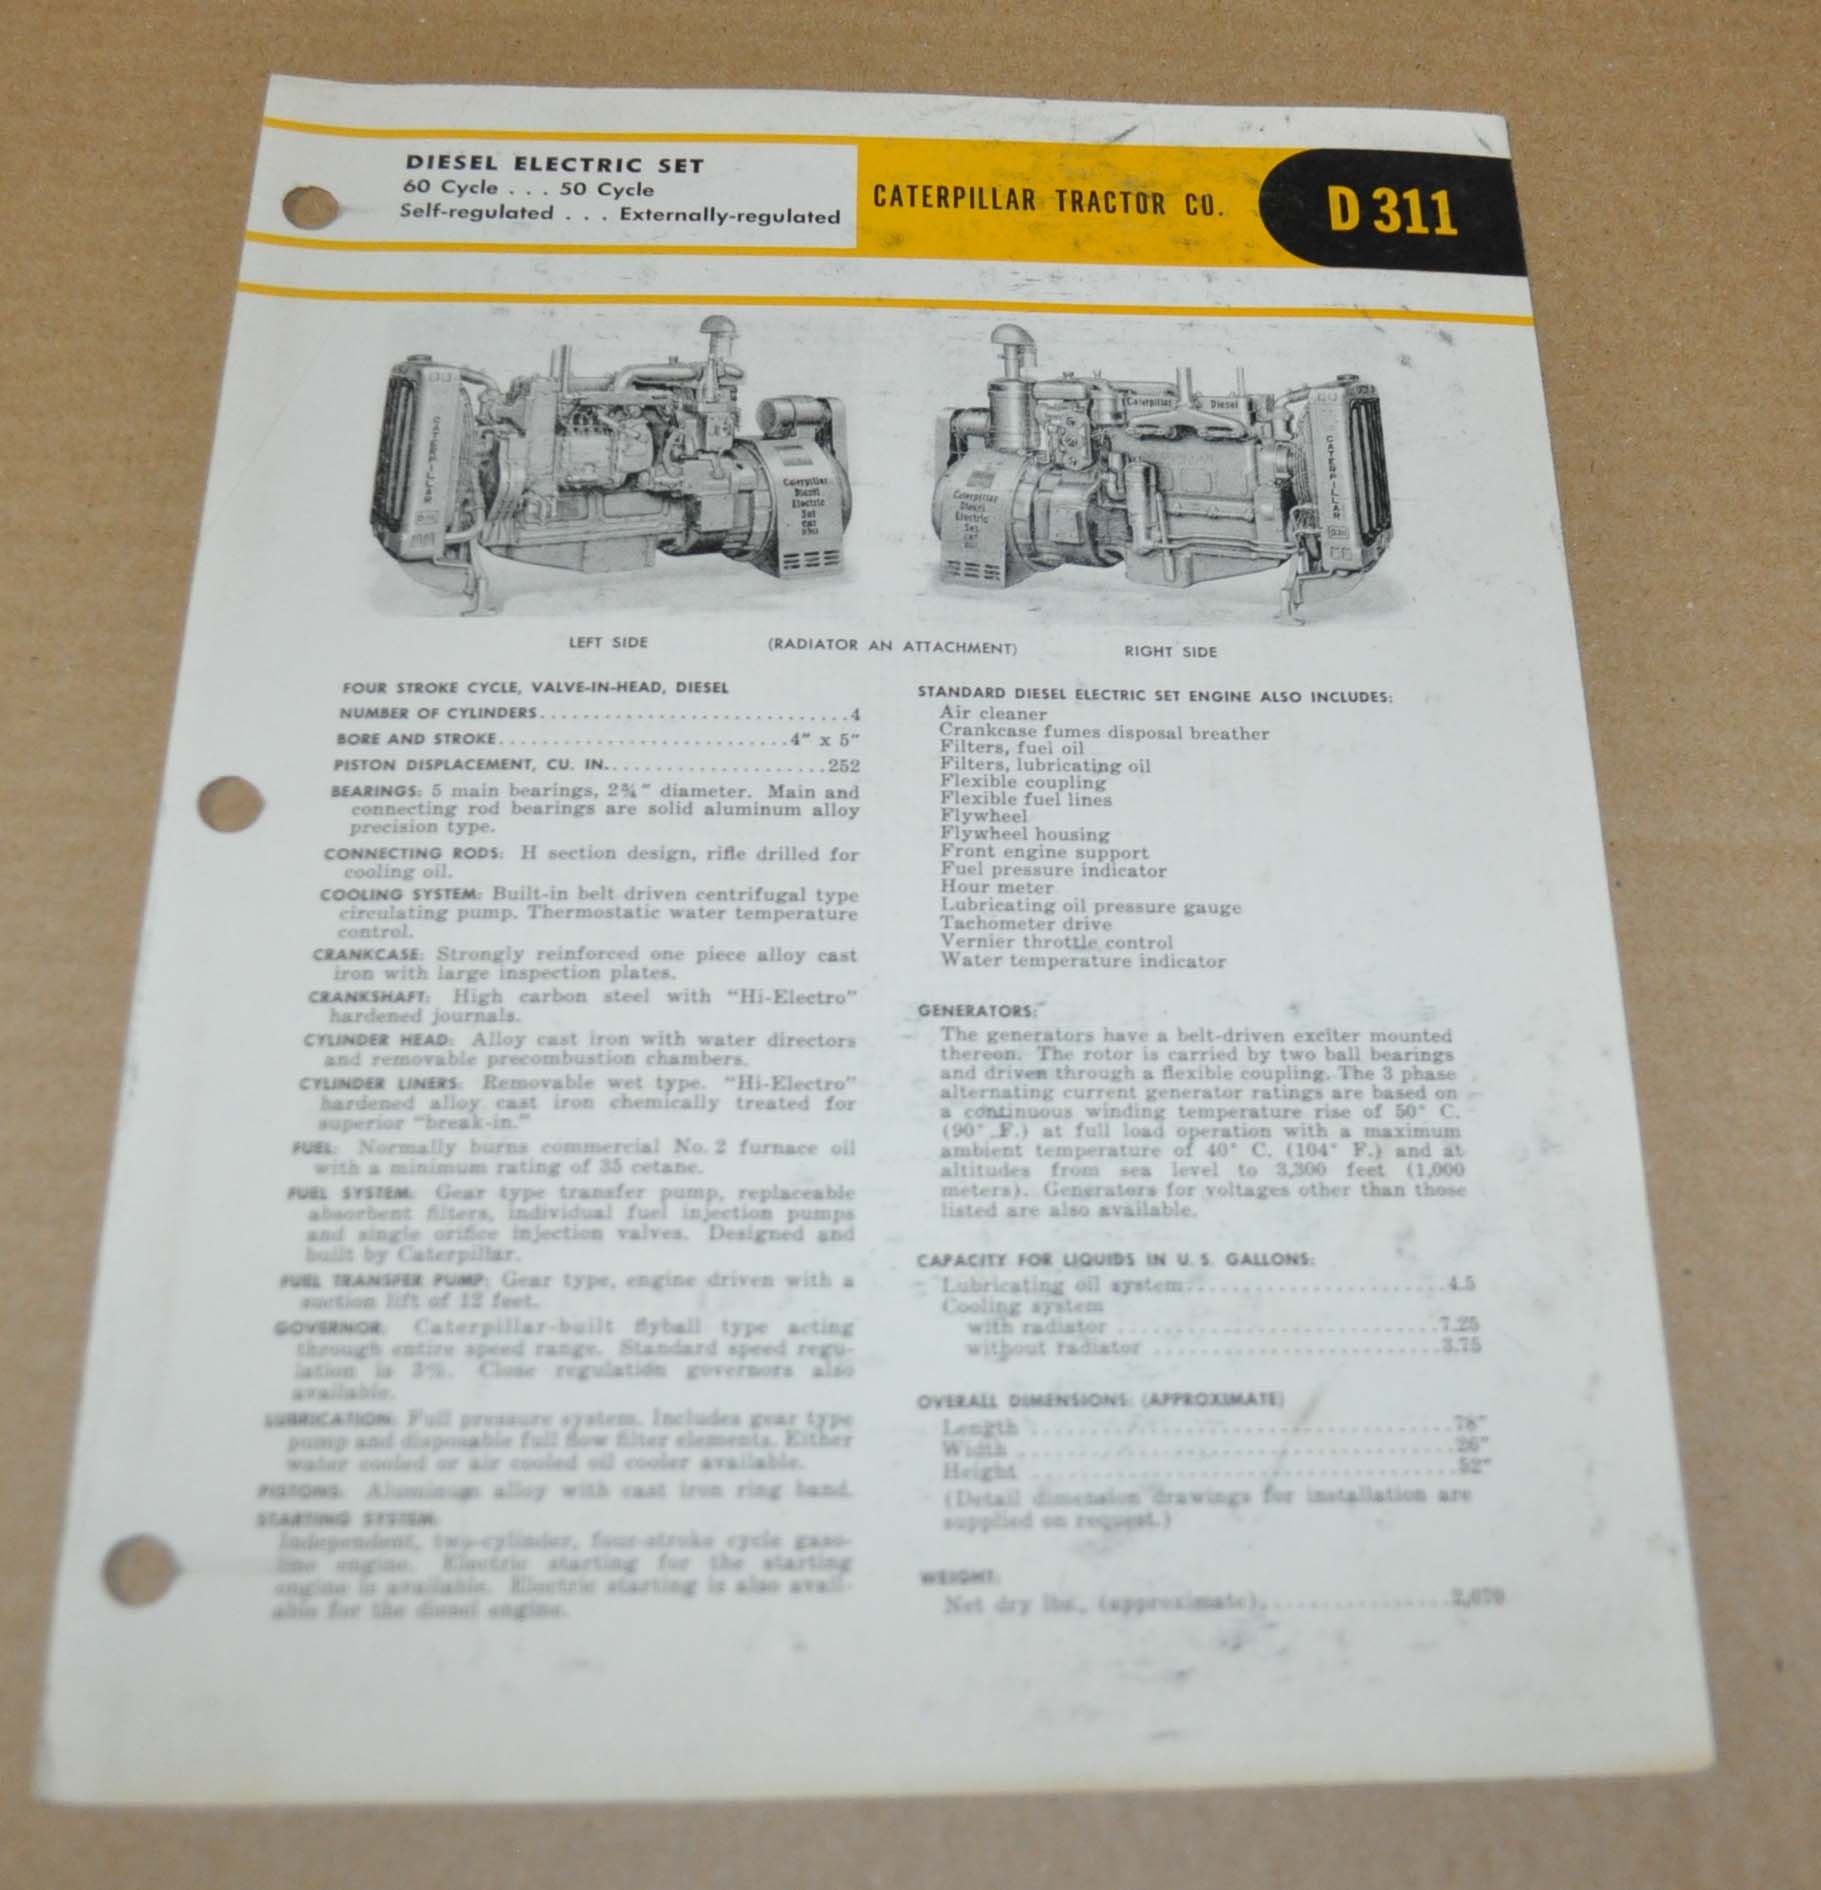 DIESEL ELECTRIC SET
60 Cycle . . . 50 Cycle
Self-regulated . . . Externally-regulated
CATERPILLAR TRACTOR CO.
D 311
CATERPILLAR
Caterpillar
Diesel
Electric
Set
CAT
D311
Caterpillar Diesel
Caterpillar
Diesel
Electric
Set
CAT
CATERPILLAR
LEFT SIDE
(RADIATOR AN ATTACHMENT)
RIGHT SIDE
FOUR STROKE CYCLE, VALVE-IN-HEAD, DIESEL
NUMBER OF CYLINDERS..............................4
BORE AND STROKE...........................4" x 5"
PISTON DISPLACEMENT, CU. IN.....................252
BEARINGS: 5 main bearings, 2¾" diameter. Main and
connecting rod bearings are solid aluminum alloy
precision type.
CONNECTING RODS: H section design, rifle drilled for
cooling oil.
COOLING SYSTEM: Built-in belt driven centrifugal type
circulating pump. Thermostatic water temperature
control.
CRANKCASE: Strongly reinforced one piece alloy cast
iron with large inspection plates.
CRANKSHAFT: High carbon steel with "Hi-Electro"
hardened journals.
CYLINDER HEAD: Alloy cast iron with water directors
and removable precombustion chambers.
CYLINDER LINERS: Removable wet type. "Hi-Electro"
hardened alloy cast iron chemically treated for
superior "break-in."
FUEL: Normally burns commercial No. 2 furnace oil
with a minimum rating of 35 cetane.
FUEL SYSTEM: Gear type transfer pump, replaceable
absorbent filters, individual fuel injection pumps
and single orifice injection valves. Designed and
built by Caterpillar.
FUEL TRANSFER PUMP: Gear type, engine driven with a
suction lift of 12 feet.
GOVERNOR: Caterpillar-built flyball type acting
through entire speed range. Standard speed regu-
lation is 3%. Close regulation governors also
available.
LUBRICATION: Full pressure system. Includes gear type
pump and disposable full flow filter elements. Either
water cooled or air cooled oil cooler available.
PISTONS: Aluminum alloy with cast iron ring band.
STARTING SYSTEM:
Independent, two-cylinder, four-stroke cycle gaso-
line engine. Electric starting for the starting
engine is available. Electric starting is also avail-
able for the diesel engine.
STANDARD DIESEL ELECTRIC SET ENGINE ALSO INCLUDES:
Air cleaner
Crankcase fumes disposal breather
Filters, fuel oil
Filters, lubricating oil
Flexible coupling
Flexible fuel lines
Flywheel
Flywheel housing
Front engine support
Fuel pressure indicator
Hour meter
Lubricating oil pressure gauge
Tachometer drive
Vernier throttle control
Water temperature indicator
GENERATORS:
The generators have a belt-driven exciter mounted
thereon. The rotor is carried by two ball bearings
and driven through a flexible coupling. The 3 phase
alternating current generator ratings are based on
a continuous winding temperature rise of 50° C.
(90° F.) at full load operation with a maximum
ambient temperature of 40° C. (104° F.) and at
altitudes from sea level to 3,300 feet (1,000
meters). Generators for voltages other than those
listed are also available.
CAPACITY FOR LIQUIDS IN U. S. GALLONS:
Lubricating oil system........................4.5
Cooling system
with radiator ..............................7.25
without radiator ...........................3.75
OVERALL DIMENSIONS: (APPROXIMATE)
Length .......................................78"
Width ........................................26"
Height .......................................52"
(Detail dimension drawings for installation are
supplied on request.)
WEIGHT:
Net dry lbs., (approximate)..................2,670